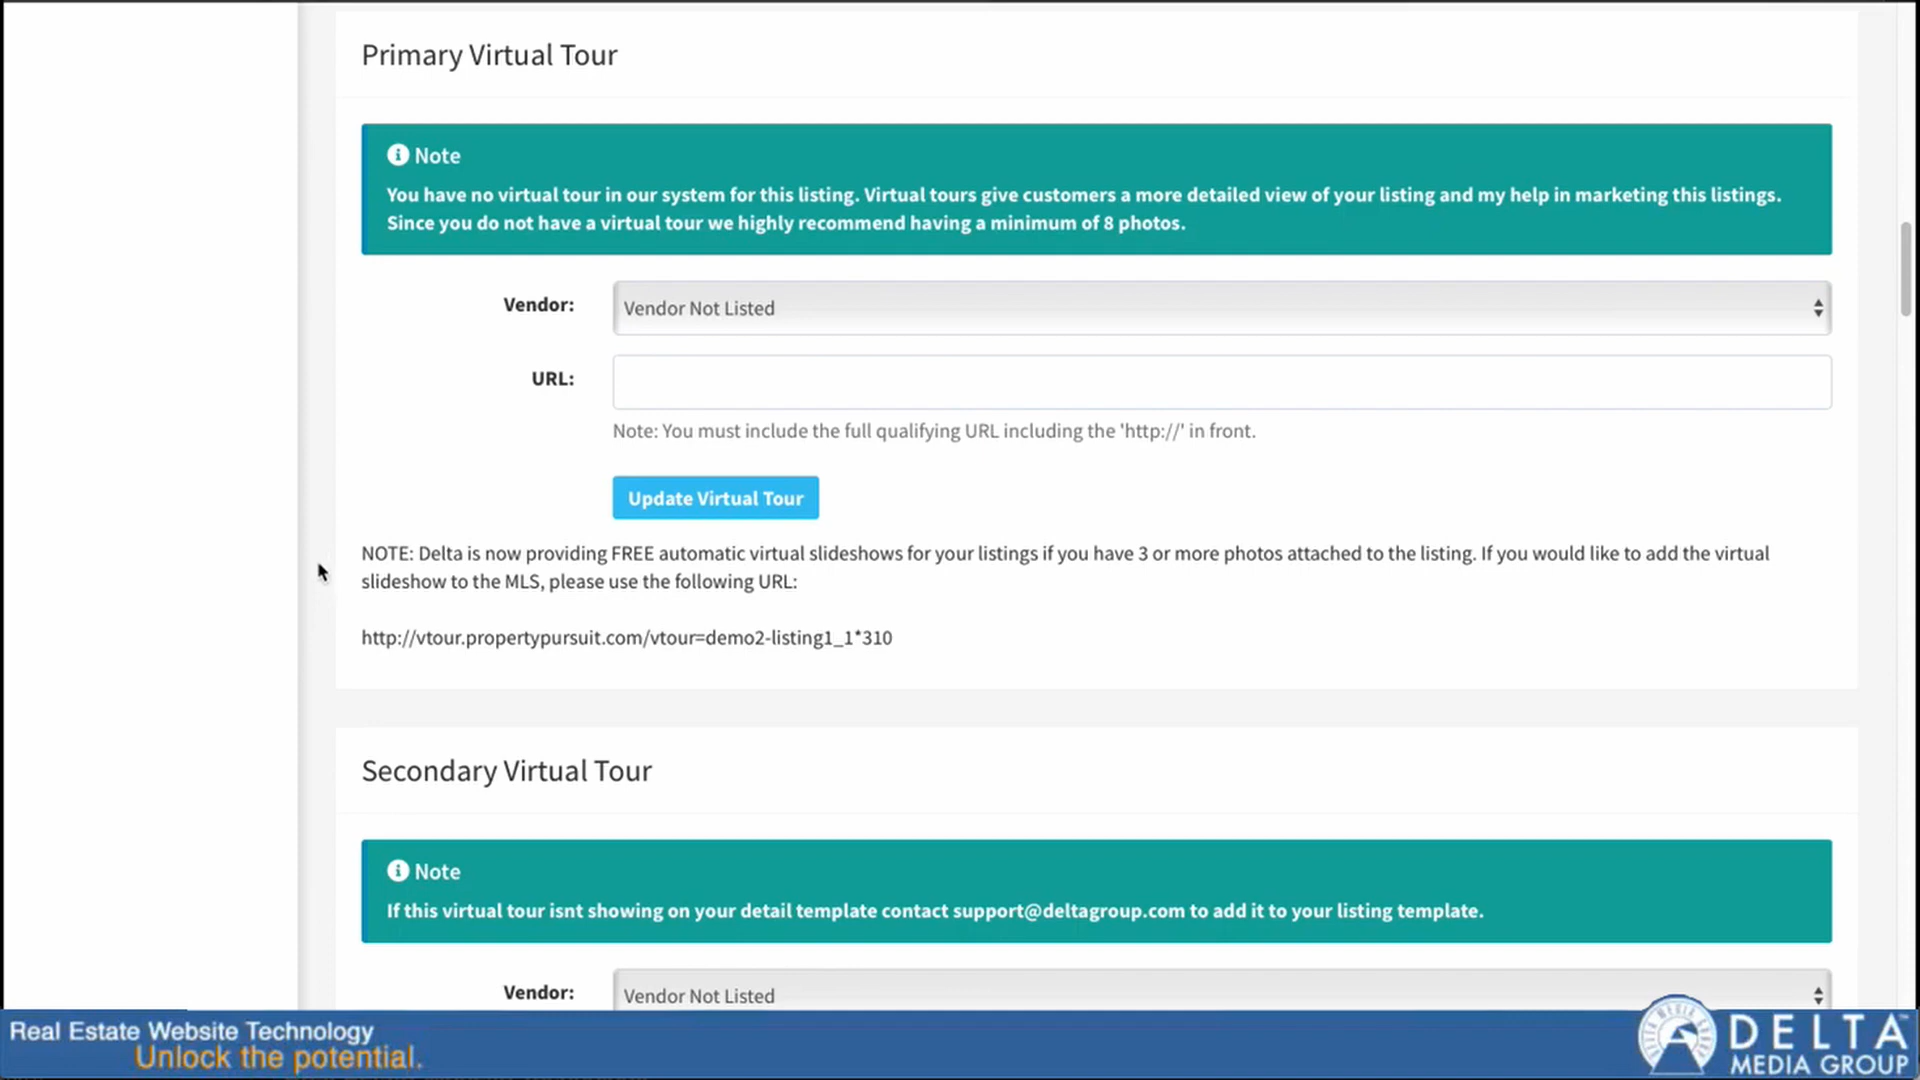 Primary Virtual Tour
Note
You have no virtual tour in our system for this listing. Virtual tours give customers a more detailed view of your listing and my help in marketing this listings.
Since you do not have a virtual tour we highly recommend having a minimum of 8 photos.
Vendor:
Vendor Not Listed
URL:
Note: You must include the full qualifying URL including the 'http://' in front.
Update Virtual Tour
NOTE: Delta is now providing FREE automatic virtual slideshows for your listings if you have 3 or more photos attached to the listing. If you would like to add the virtual
slideshow to the MLS, please use the following URL:
http://vtour.propertypursuit.com/vtour=demo2-listing1_1*310
Secondary Virtual Tour
Note
If this virtual tour isnt showing on your detail template contact support@deltagroup.com to add it to your listing template.
Vendor:
Vendor Not Listed
Real Estate Website Technology
Unlock the potential.
DELTA
MEDIA GROUP